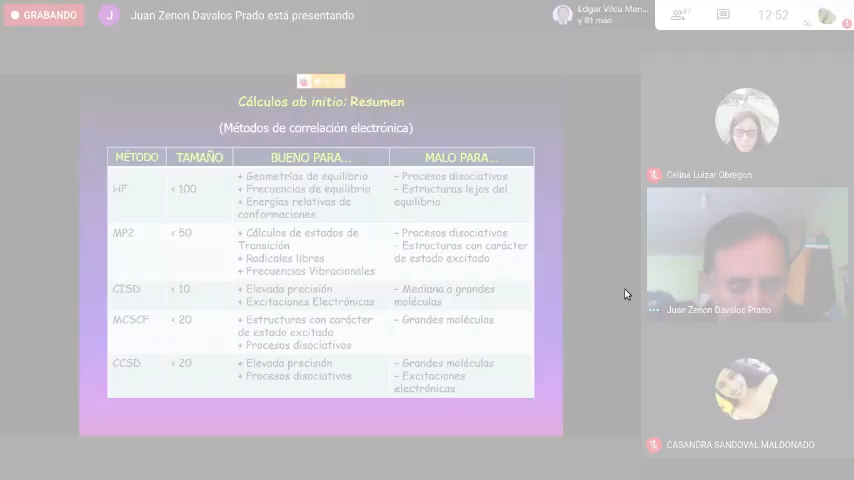 GRABANDO
J
Juan Zenon Davalos Prado está presentando
Edgar Vilca Man...
y 81 más
87
12:52
1
Cálculos ab initio: Resumen
(Métodos de correlación electrónica)
MÉTODO TAMAÑO BUENO PARA... MALO PARA...
HF < 100
+ Geometrías de equilibrio
+ Frecuencias de equilibrio
+ Energías relativas de
conformaciones
- Procesos disociativos
- Estructuras lejos del
equilibrio
MP2 < 50
+ Cálculos de estados de
Transición
+ Radicales libres
+ Frecuencias Vibracionales
- Procesos disociativos
- Estructuras con carácter
de estado excitado
CISD < 10
+ Elevada precisión
+ Excitaciones Electrónicas
- Mediana a grandes
moléculas
MCSCF < 20
+ Estructuras con carácter
de estado excitado
+ Procesos disociativos
- Grandes moléculas
CCSD < 20
+ Elevada precisión
+ Procesos disociativos
- Grandes moléculas
- Excitaciones
electrónicas
Celina Luizar Obregon
Juan Zenon Davalos Prado
CASANDRA SANDOVAL MALDONADO